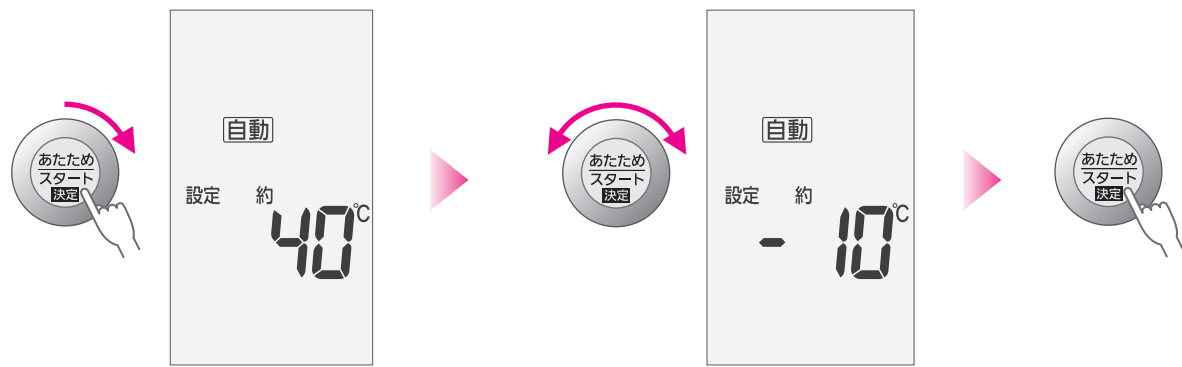 あたため
スタート
決定
自動
設定 約
40℃
あたため
スタート
決定
自動
設定 約
-10℃
あたため
スタート
決定